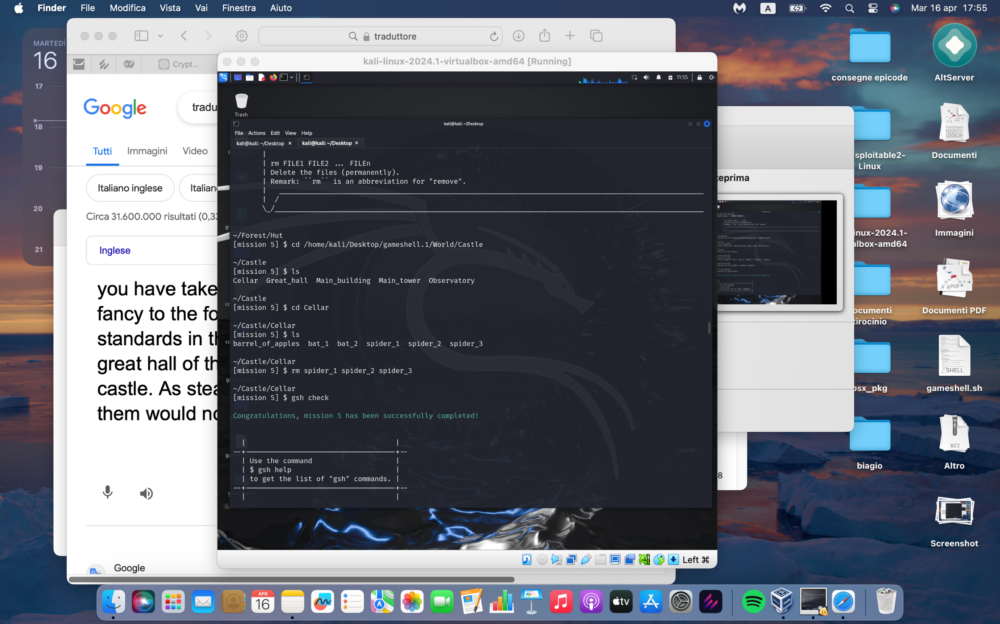 Finder File Modifica Vista Vai Finestra Aiuto
A
Mar 16 apr 17:55
MARTEDÌ
16
17
18
19
20
21
traduttore
Crypt...
Google
tradu
Tutti Immagini Video
Italiano inglese
Italian
Circa 31.600.000 risultati (0,33
Inglese
you have take
fancy to the fo
standards in th
great hall of th
castle. As stea
them would no
Google
kali-linux-2024.1-virtualbox-amd64 [Running]
11:55
Trash
kali@kali: ~/Desktop
File Actions Edit View Help
kali@kali: ~/Desktop × kali@kali: ~/Desktop ×
| rm FILE1 FILE2 ... FILEn
| Delete the files (permanently).
| Remark: ``rm`` is an abbreviation for "remove".
~/Forest/Hut
[mission 5] $ cd /home/kali/Desktop/gameshell.1/World/Castle
~/Castle
[mission 5] $ ls
Cellar Great_hall Main_building Main_tower Observatory
~/Castle
[mission 5] $ cd Cellar
~/Castle/Cellar
[mission 5] $ ls
barrel_of_apples bat_1 bat_2 spider_1 spider_2 spider_3
~/Castle/Cellar
[mission 5] $ rm spider_1 spider_2 spider_3
~/Castle/Cellar
[mission 5] $ gsh check
Congratulations, mission 5 has been successfully completed!
| Use the command
| $ gsh help
| to get the list of "gsh" commands. |
Left ⌘
teprima
8
consegne epicode
AltServer
sploitable2-
Linux
DOCX
Documenti
inux-2024.1-
albox-amd64
Immagini
ocumenti
tirocinio
PDF
Documenti PDF
osx_pkg
SHELL
gameshell.sh
biagio
BZ2
Altro
Screenshot
APR
16
PAGES
tv